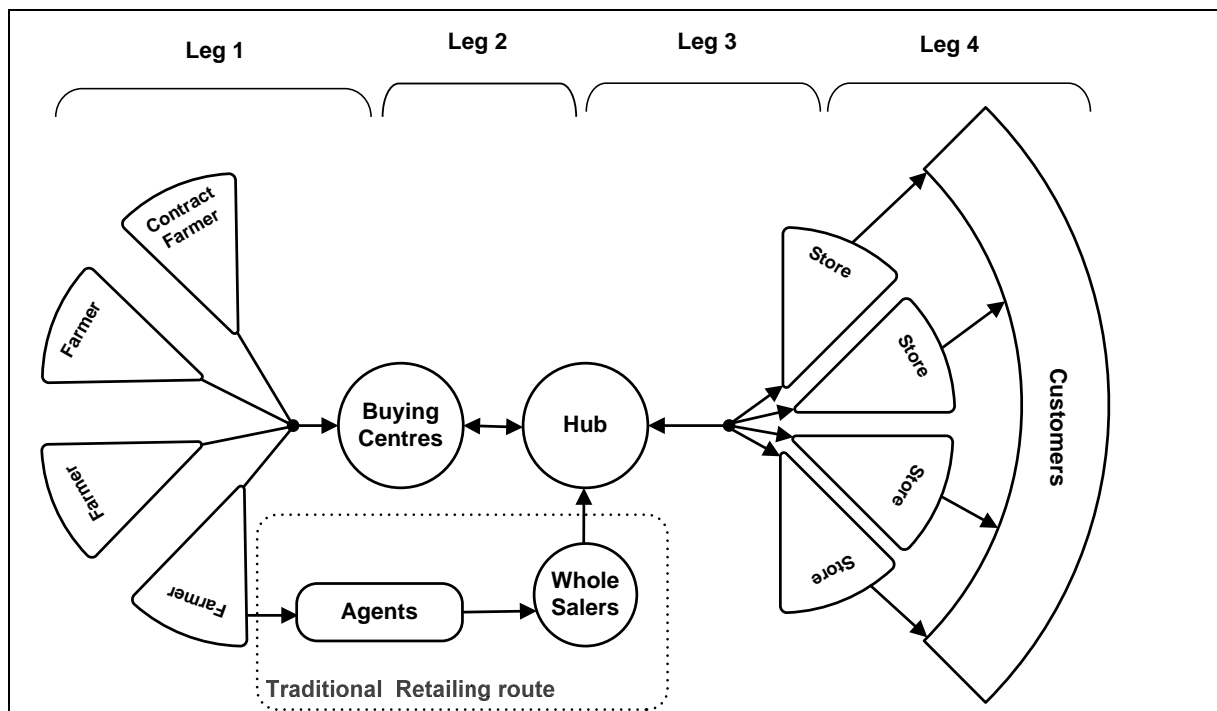 Leg 1
Leg 2
Leg 3
Leg 4
Contract
Farmer
Farmer
Farmer
Farmer
Buying
Centres
Hub
Agents
Whole
Salers
Traditional Retailing route
Store
Store
Store
Store
Customers